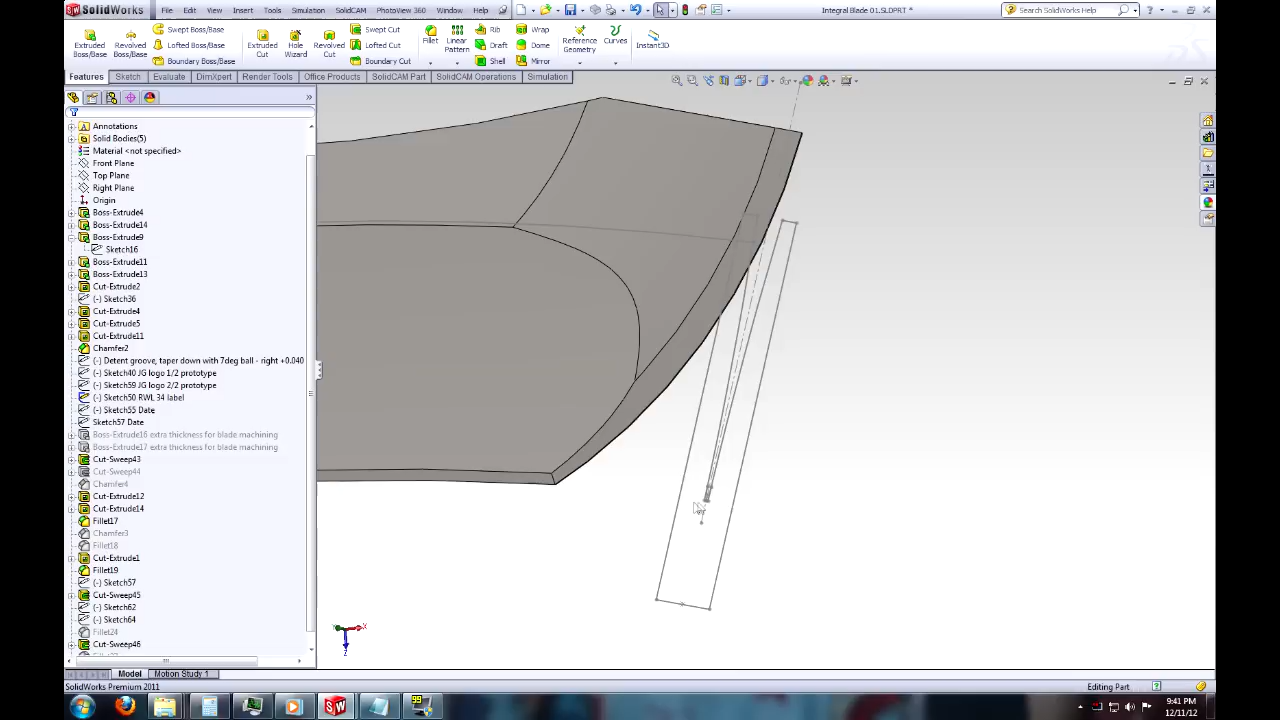 SolidWorks File Edit View Insert Tools Simulation SolidCAM PhotoView 360 Window Help Integral Blade 01.SLDPRT * Search SolidWorks Help
Extruded Boss/Base
Revolved Boss/Base
Swept Boss/Base
Lofted Boss/Base
Boundary Boss/Base
Extruded Cut
Hole Wizard
Revolved Cut
Swept Cut
Lofted Cut
Boundary Cut
Fillet
Linear Pattern
Rib
Draft
Shell
Wrap
Dome
Mirror
Reference Geometry
Curves
Instant3D
Features Sketch Evaluate DimXpert Render Tools Office Products SolidCAM Part SolidCAM Operations Simulation
Annotations
Solid Bodies(5)
Material <not specified>
Front Plane
Top Plane
Right Plane
Origin
Boss-Extrude4
Boss-Extrude14
Boss-Extrude9
Sketch16
Boss-Extrude11
Boss-Extrude13
Cut-Extrude2
(-) Sketch36
Cut-Extrude4
Cut-Extrude5
Cut-Extrude11
Chamfer2
(-) Detent groove, taper down with 7deg ball - right +0.040
(-) Sketch40 JG logo 1/2 prototype
(-) Sketch59 JG logo 2/2 prototype
(-) Sketch50 RWL 34 label
(-) Sketch55 Date
Sketch57 Date
Boss-Extrude16 extra thickness for blade machining
Boss-Extrude17 extra thickness for blade machining
Cut-Sweep43
Cut-Sweep44
Chamfer4
Cut-Extrude12
Cut-Extrude14
Fillet17
Chamfer3
Fillet18
Cut-Extrude1
Fillet19
(-) Sketch57
Cut-Sweep45
(-) Sketch62
(-) Sketch64
Fillet24
Cut-Sweep46
Model Motion Study 1
SolidWorks Premium 2011 Editing Part
9:41 PM
12/11/12